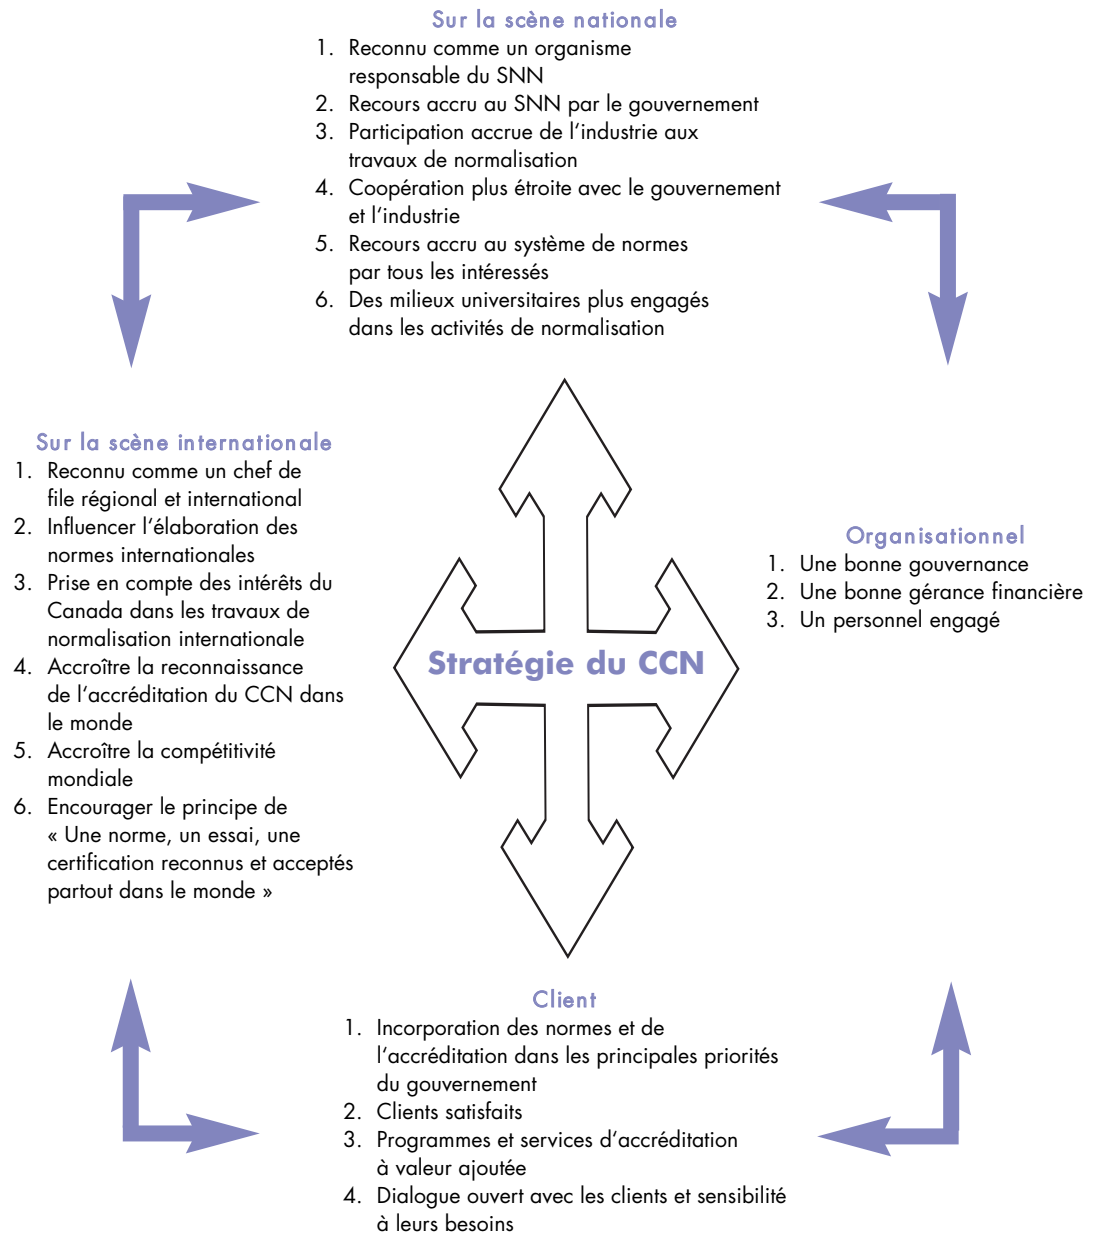 Sur la scène nationale
1. Reconnu comme un organisme
responsable du SNN
2. Recours accru au SNN par le gouvernement
3. Participation accrue de l'industrie aux
travaux de normalisation
4. Coopération plus étroite avec le gouvernement
et l'industrie
5. Recours accru au système de normes
par tous les intéressés
6. Des milieux universitaires plus engagés
dans les activités de normalisation
Sur la scène internationale
1. Reconnu comme un chef de
file régional et international
2. Influencer l'élaboration des
normes internationales
3. Prise en compte des intérêts du
Canada dans les travaux de
normalisation internationale
4. Accroître la reconnaissance
de l'accréditation du CCN dans
le monde
5. Accroître la compétitivité
mondiale
6. Encourager le principe de
« Une norme, un essai, une
certification reconnus et acceptés
partout dans le monde »
Stratégie du CCN
Organisationnel
1. Une bonne gouvernance
2. Une bonne gérance financière
3. Un personnel engagé
Client
1. Incorporation des normes et de
l'accréditation dans les principales priorités
du gouvernement
2. Clients satisfaits
3. Programmes et services d'accréditation
à valeur ajoutée
4. Dialogue ouvert avec les clients et sensibilité
à leurs besoins